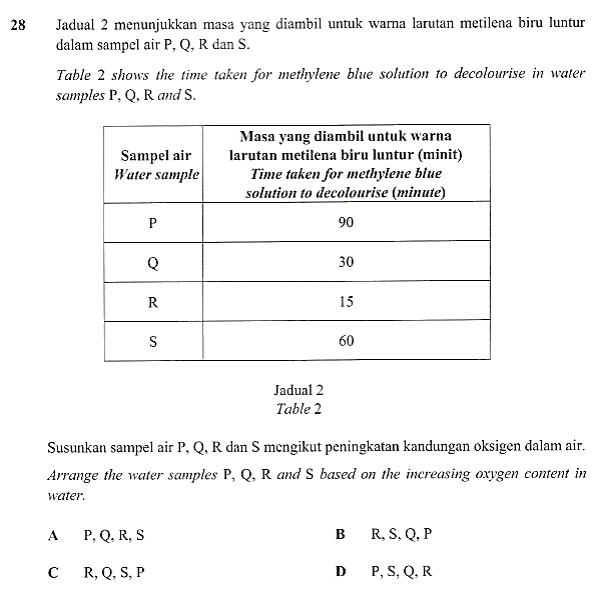 28 Jadual 2 menunjukkan masa yang diambil untuk warna larutan metilena biru luntur
dalam sampel air P, Q, R dan S.
Table 2 shows the time taken for methylene blue solution to decolourise in water
samples P, Q, R and S.
Sampel air
Water sample
Masa yang diambil untuk warna
larutan metilena biru luntur (minit)
Time taken for methylene blue
solution to decolourise (minute)
P 90
Q 30
R 15
S 60
Jadual 2
Table 2
Susunkan sampel air P, Q, R dan S mengikut peningkatan kandungan oksigen dalam air.
Arrange the water samples P, Q, R and S based on the increasing oxygen content in
water.
A P, Q, R, S B R, S, Q, P
C R, Q, S, P D P, S, Q, R